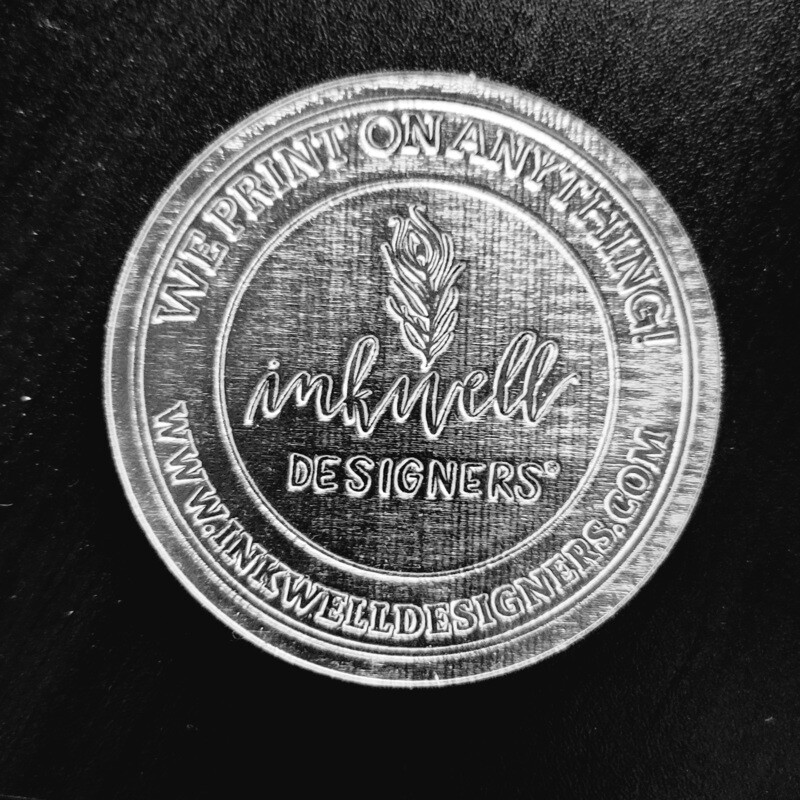 WE PRINT ON ANYTHING!
inkwell
DESIGNERS®
WWW.INKWELLDESIGNERS.COM